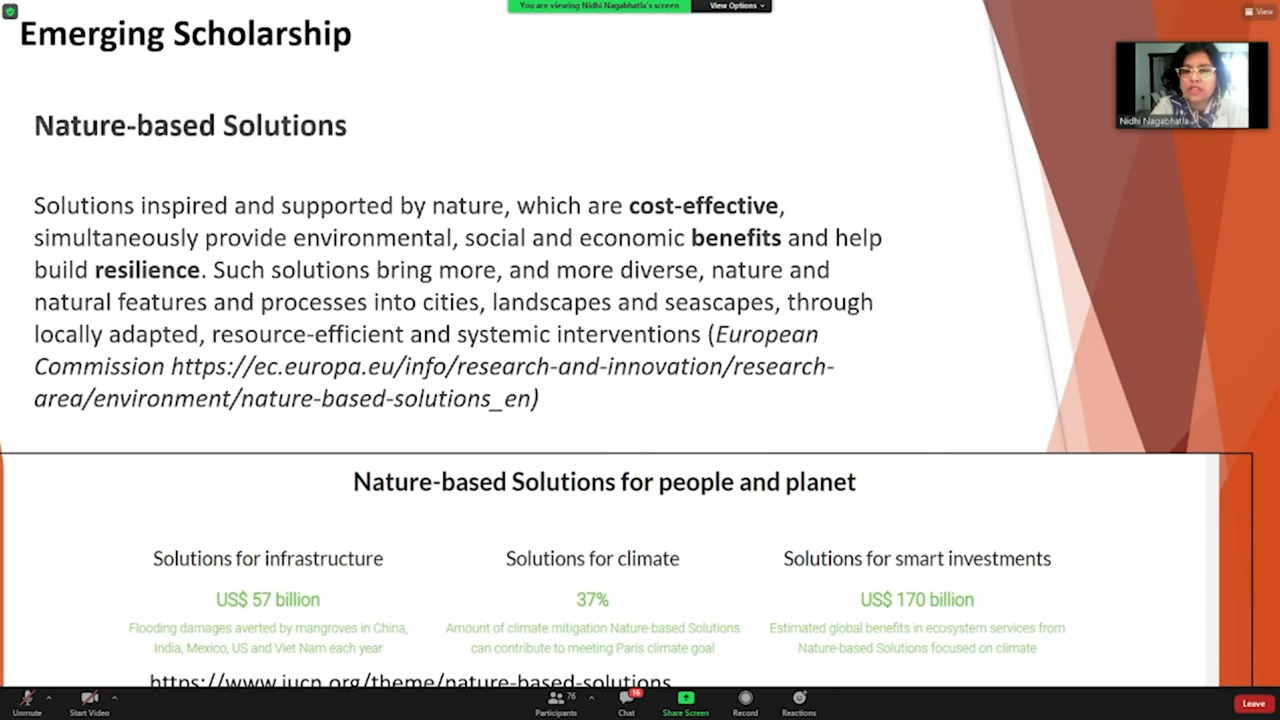 You are viewing Nidhi Nagabhatla's screen
View Options
View
Emerging Scholarship
Nature-based Solutions
Solutions inspired and supported by nature, which are cost-effective,
simultaneously provide environmental, social and economic benefits and help
build resilience. Such solutions bring more, and more diverse, nature and
natural features and processes into cities, landscapes and seascapes, through
locally adapted, resource-efficient and systemic interventions (European
Commission https://ec.europa.eu/info/research-and-innovation/research-
area/environment/nature-based-solutions_en)
Nidhi Nagabhatla
Nature-based Solutions for people and planet
Solutions for infrastructure
US$ 57 billion
Flooding damages averted by mangroves in China,
India, Mexico, US and Viet Nam each year
Solutions for climate
37%
Amount of climate mitigation Nature-based Solutions
can contribute to meeting Paris climate goal
Solutions for smart investments
US$ 170 billion
Estimated global benefits in ecosystem services from
Nature-based Solutions focused on climate
https://www.iucn.org/theme/nature-based-solutions
Unmute
Start Video
76
Participants
16
Chat
Share Screen
Record
Reactions
Leave